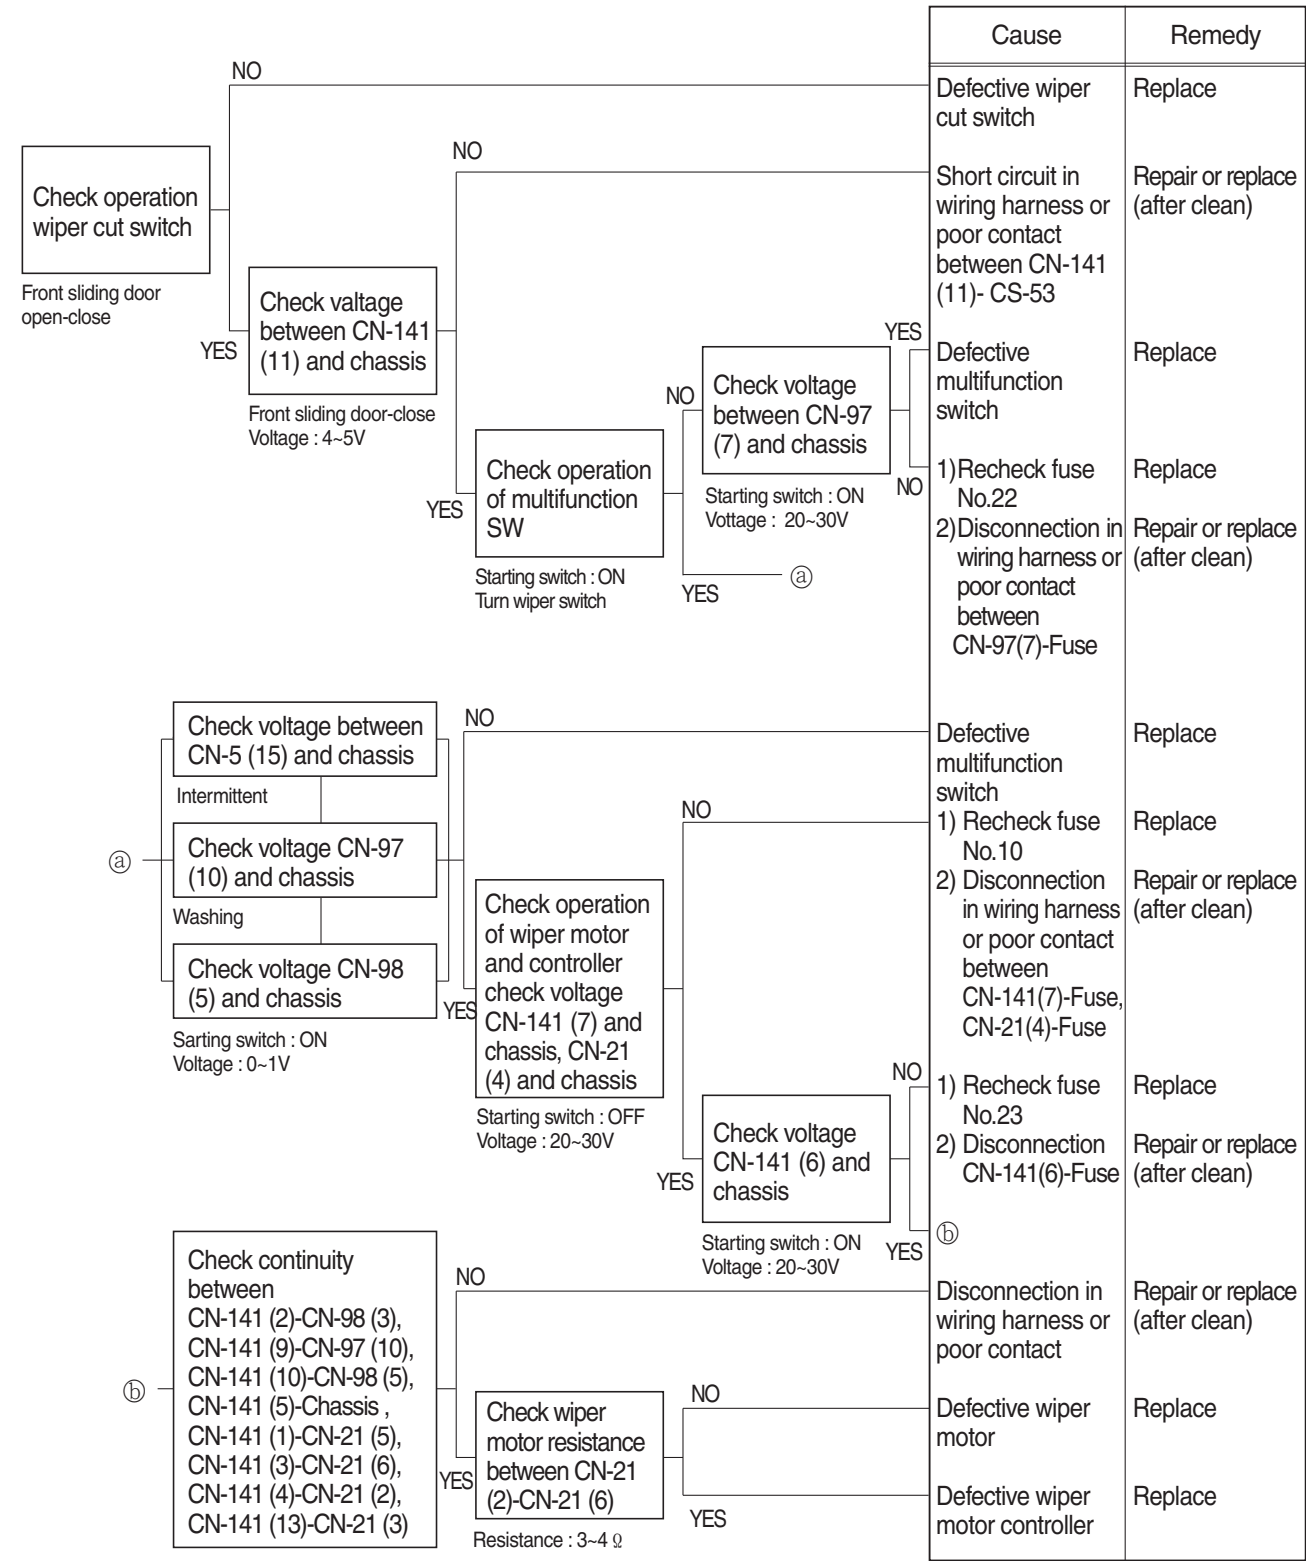 Cause
Remedy
NO
Defective wiper
cut switch
Replace
Check operation
wiper cut switch
Front sliding door
open-close
NO
Short circuit in
wiring harness or
poor contact
between CN-141
(11)- CS-53
Repair or replace
(after clean)
YES
Check valtage
between CN-141
(11) and chassis
Front sliding door-close
Voltage : 4~5V
YES
Defective
multifunction
switch
Replace
NO
Check voltage
between CN-97
(7) and chassis
Starting switch : ON
Vottage : 20~30V
YES
Check operation
of multifunction
SW
Starting switch : ON
Turn wiper switch
NO
1)Recheck fuse
No.22
Replace
2)Disconnection in
wiring harness or
poor contact
between
CN-97(7)-Fuse
Repair or replace
(after clean)
YES
ⓐ
Check voltage between
CN-5 (15) and chassis
Intermittent
ⓐ
Check voltage CN-97
(10) and chassis
Washing
Check voltage CN-98
(5) and chassis
Sarting switch : ON
Voltage : 0~1V
NO
Defective
multifunction
switch
Replace
NO
1) Recheck fuse
No.10
Replace
2) Disconnection
in wiring harness
or poor contact
between
CN-141(7)-Fuse,
CN-21(4)-Fuse
Repair or replace
(after clean)
YES
Check operation
of wiper motor
and controller
check voltage
CN-141 (7) and
chassis, CN-21
(4) and chassis
Starting switch : OFF
Voltage : 20~30V
NO
1) Recheck fuse
No.23
Replace
2) Disconnection
CN-141(6)-Fuse
Repair or replace
(after clean)
YES
Check voltage
CN-141 (6) and
chassis
Starting switch : ON
Voltage : 20~30V
YES
ⓑ
ⓑ
Check continuity
between
CN-141 (2)-CN-98 (3),
CN-141 (9)-CN-97 (10),
CN-141 (10)-CN-98 (5),
CN-141 (5)-Chassis ,
CN-141 (1)-CN-21 (5),
CN-141 (3)-CN-21 (6),
CN-141 (4)-CN-21 (2),
CN-141 (13)-CN-21 (3)
NO
Disconnection in
wiring harness or
poor contact
Repair or replace
(after clean)
YES
Check wiper
motor resistance
between CN-21
(2)-CN-21 (6)
Resistance : 3~4 Ω
NO
Defective wiper
motor
Replace
YES
Defective wiper
motor controller
Replace